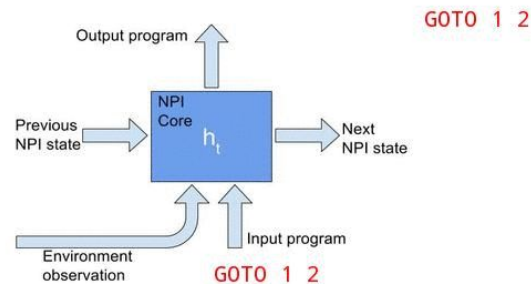 GOTO 1 2
Output program
NPI
Core
h_t
Previous
NPI state
Next
NPI state
Input program
Environment
observation
GOTO 1 2